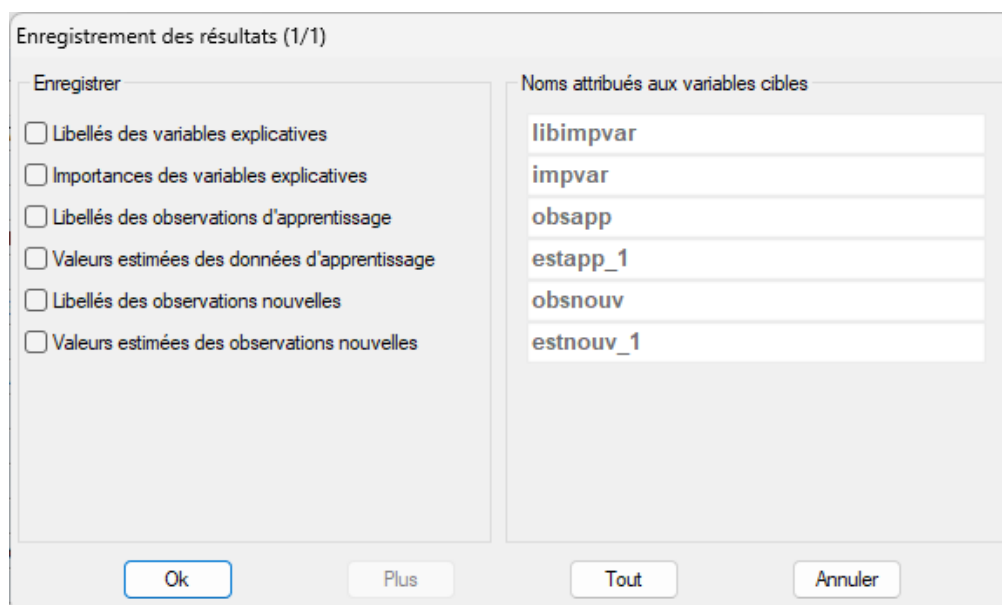 Enregistrement des résultats (1/1)
Enregistrer
Libellés des variables explicatives
Importances des variables explicatives
Libellés des observations d'apprentissage
Valeurs estimées des données d'apprentissage
Libellés des observations nouvelles
Valeurs estimées des observations nouvelles
Noms attribués aux variables cibles
libimpvar
impvar
obsapp
estapp_1
obsnouv
estnouv_1
Ok
Plus
Tout
Annuler